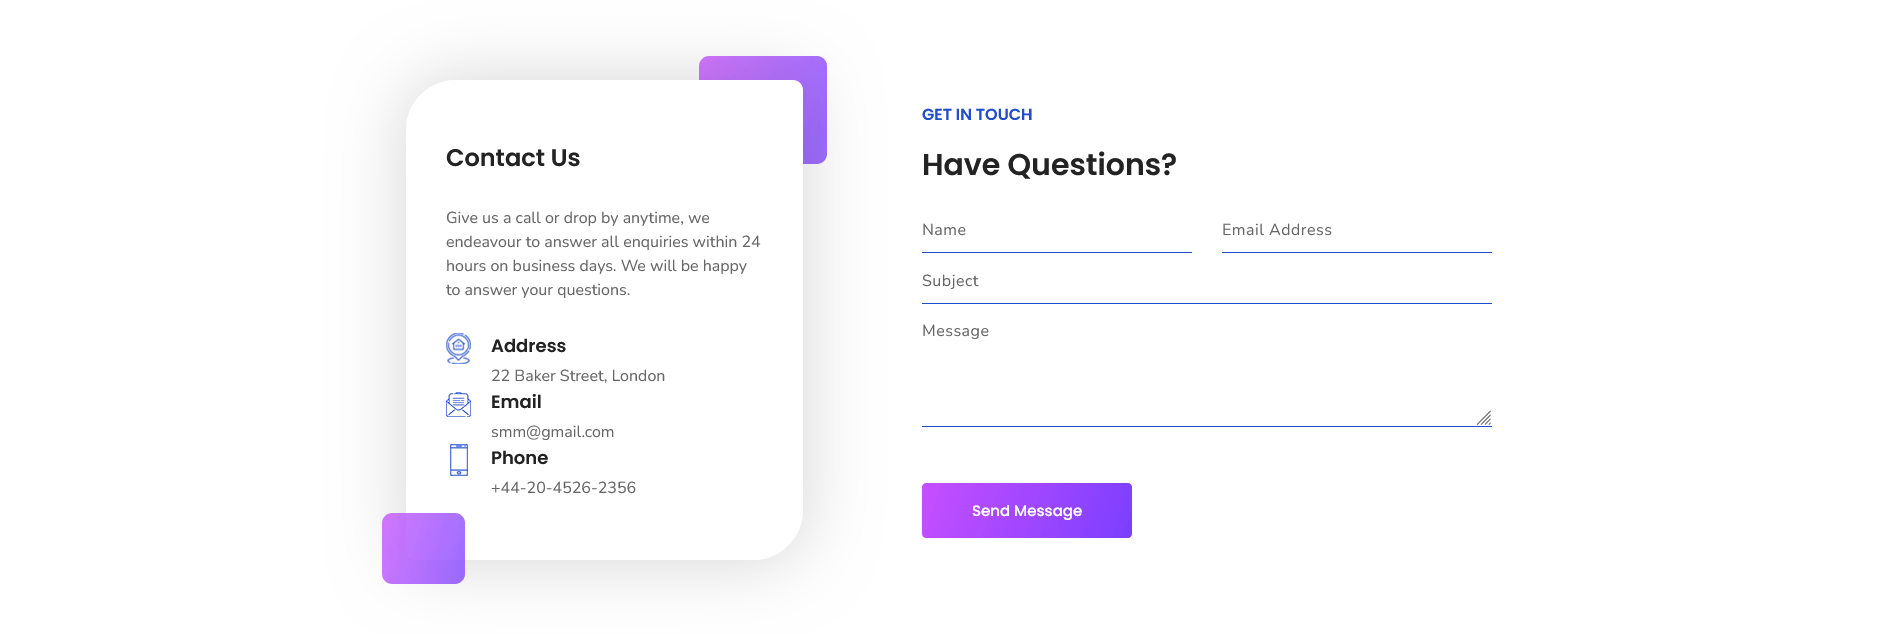 Contact Us
Give us a call or drop by anytime, we
endeavour to answer all enquiries within 24
hours on business days. We will be happy
to answer your questions.
Address
22 Baker Street, London
Email
smm@gmail.com
Phone
+44-20-4526-2356
GET IN TOUCH
Have Questions?
Name
Email Address
Subject
Message
Send Message